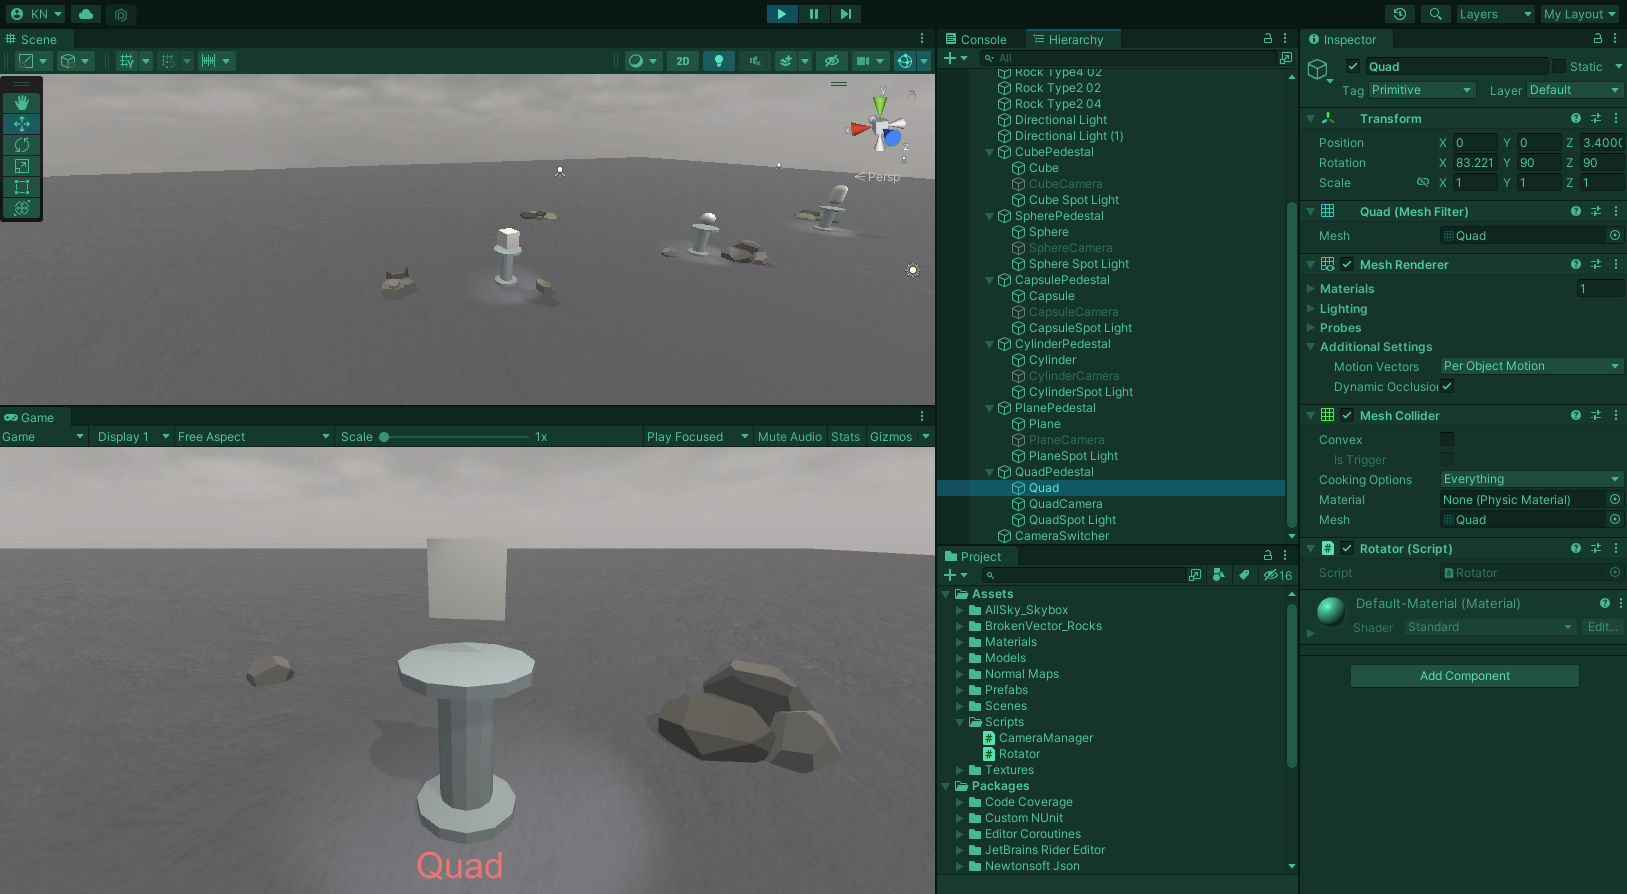 KN
Layers
My Layout
Scene
2D
y
x
z
Persp
Game
Game
Display 1
Free Aspect
Scale
1x
Play Focused
Mute Audio
Stats
Gizmos
Quad
Console
Hierarchy
All
Rock Type4 02
Rock Type2 02
Rock Type2 04
Directional Light
Directional Light (1)
CubePedestal
Cube
CubeCamera
Cube Spot Light
SpherePedestal
Sphere
SphereCamera
Sphere Spot Light
CapsulePedestal
Capsule
CapsuleCamera
CapsuleSpot Light
CylinderPedestal
Cylinder
CylinderCamera
CylinderSpot Light
PlanePedestal
Plane
PlaneCamera
PlaneSpot Light
QuadPedestal
Quad
QuadCamera
QuadSpot Light
CameraSwitcher
Project
16
Assets
AllSky_Skybox
BrokenVector_Rocks
Materials
Models
Normal Maps
Prefabs
Scenes
Scripts
CameraManager
Rotator
Textures
Packages
Code Coverage
Custom NUnit
Editor Coroutines
JetBrains Rider Editor
Newtonsoft Json
Inspector
Quad
Static
Tag Primitive Layer Default
Transform
Position X 0 Y 0 Z 3.4000
Rotation X 83.221 Y 90 Z 90
Scale X 1 Y 1 Z 1
Quad (Mesh Filter)
Mesh Quad
Mesh Renderer
Materials 1
Lighting
Probes
Additional Settings
Motion Vectors Per Object Motion
Dynamic Occlusion
Mesh Collider
Convex
Is Trigger
Cooking Options Everything
Material None (Physic Material)
Mesh Quad
Rotator (Script)
Script Rotator
Default-Material (Material)
Shader Standard Edit...
Add Component